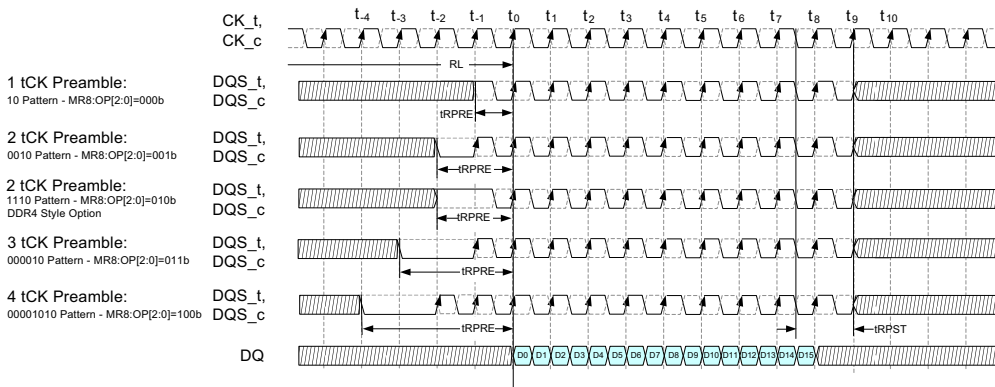 t-4 t-3 t-2 t-1 t0 t1 t2 t3 t4 t5 t6 t7 t8 t9 t10
CK_t,
CK_c
RL
1 tCK Preamble:
10 Pattern - MR8:OP[2:0]=000b
DQS_t,
DQS_c
tRPRE
2 tCK Preamble:
0010 Pattern - MR8:OP[2:0]=001b
DQS_t,
DQS_c
tRPRE
2 tCK Preamble:
1110 Pattern - MR8:OP[2:0]=010b
DDR4 Style Option
DQS_t,
DQS_c
tRPRE
3 tCK Preamble:
000010 Pattern - MR8:OP[2:0]=011b
DQS_t,
DQS_c
tRPRE
4 tCK Preamble:
00001010 Pattern - MR8:OP[2:0]=100b
DQS_t,
DQS_c
tRPRE
tRPST
DQ
D0 D1 D2 D3 D4 D5 D6 D7 D8 D9 D10 D11 D12 D13 D14 D15